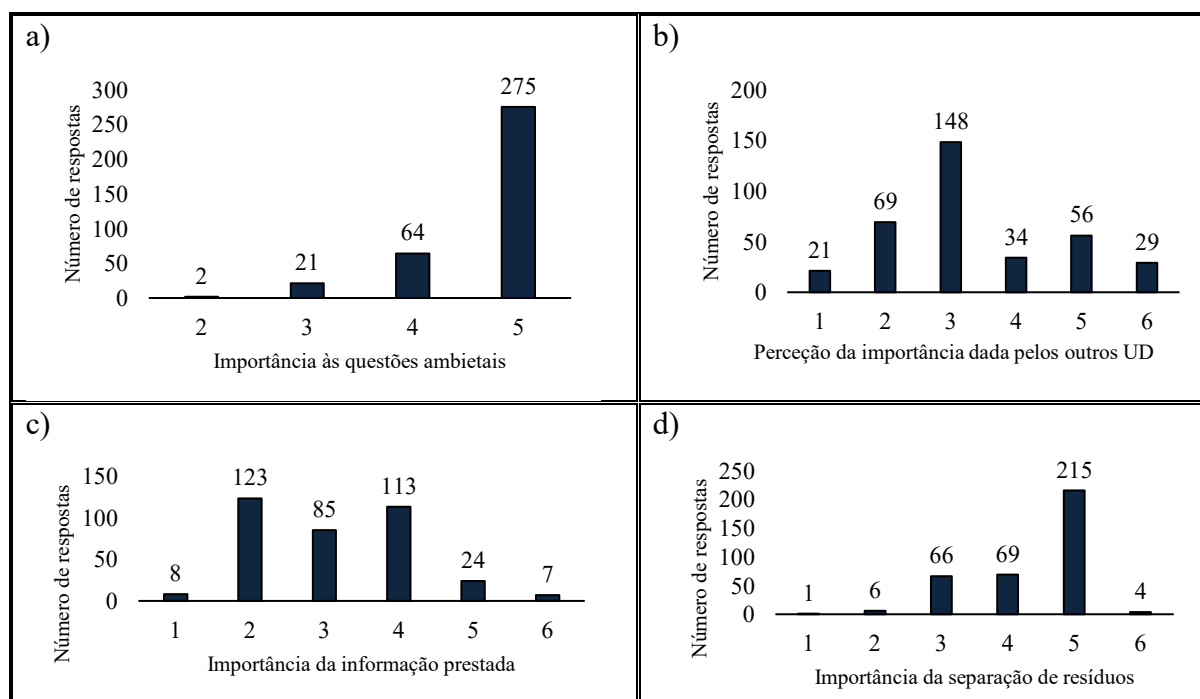 a)
Número de respostas
300
250
200
150
100
50
0
2
21
64
275
2 3 4 5
Importância às questões ambietais
b)
Número de respostas
200
150
100
50
0
21
69
148
34
56
29
1 2 3 4 5 6
Perceção da importância dada pelos outros UD
c)
Número de respostas
150
100
50
0
8
123
85
113
24
7
1 2 3 4 5 6
Importância da informação prestada
d)
Número de respostas
250
200
150
100
50
0
1
6
66
69
215
4
1 2 3 4 5 6
Importância da separação de resíduos